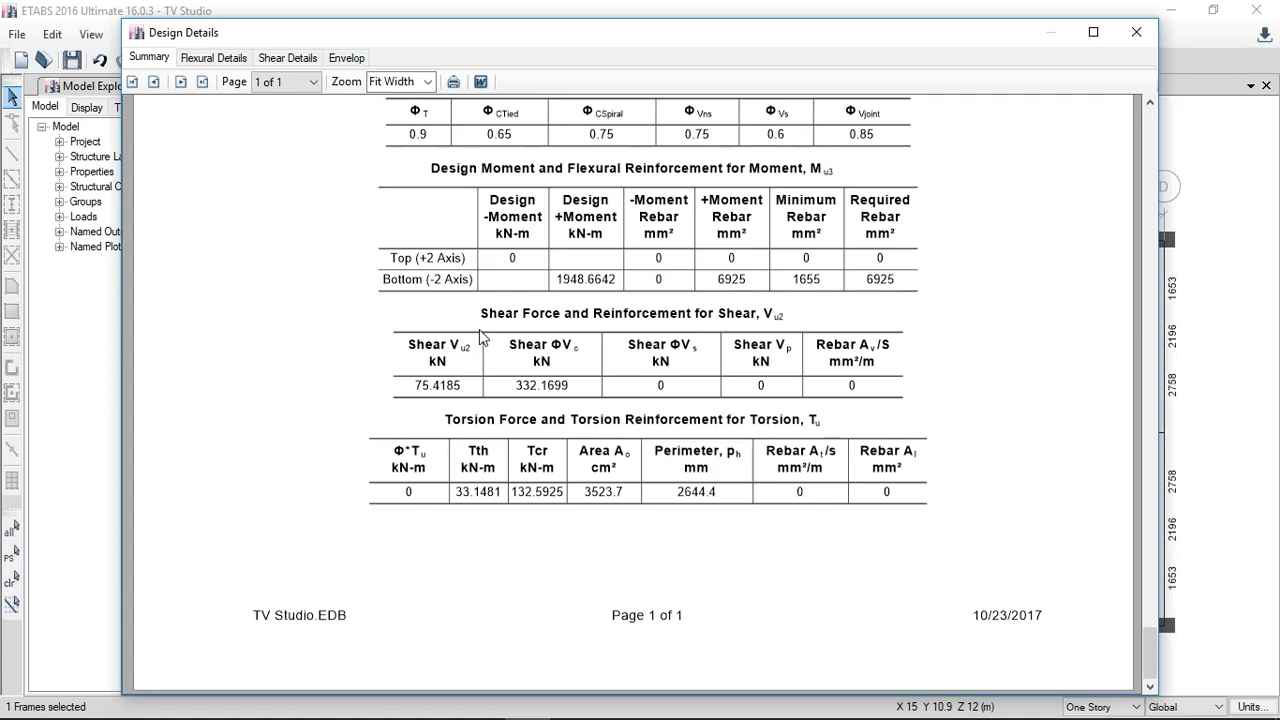 ETABS 2016 Ultimate 16.0.3 - TV Studio
File Edit View
Design Details
Summary Flexural Details Shear Details Envelop
Page 1 of 1 Zoom Fit Width
Model Explo
Model Display T
Model
Project
Structure La
Properties
Structural O
Groups
Loads
Named Out
Named Plot
all
PS
clr
Φ T Φ CTied Φ CSpiral Φ Vns Φ Vs Φ Vjoint
0.9 0.65 0.75 0.75 0.6 0.85
Design Moment and Flexural Reinforcement for Moment, M u3
Design -Moment kN-m Design +Moment kN-m -Moment Rebar mm² +Moment Rebar mm² Minimum Rebar mm² Required Rebar mm²
Top (+2 Axis) 0 0 0 0 0
Bottom (-2 Axis) 1948.6642 0 6925 1655 6925
Shear Force and Reinforcement for Shear, V u2
Shear V u2 kN Shear ΦV c kN Shear ΦV s kN Shear V p kN Rebar A v /S mm²/m
75.4185 332.1699 0 0 0
Torsion Force and Torsion Reinforcement for Torsion, T u
Φ*T u kN-m Tth kN-m Tcr kN-m Area A o cm² Perimeter, p h mm Rebar A t /s mm²/m Rebar A l mm²
0 33.1481 132.5925 3523.7 2644.4 0 0
TV Studio.EDB Page 1 of 1 10/23/2017
D
1653
2196
2758
2758
2196
1653
1 Frames selected X 15 Y 10.9 Z 12 (m) One Story Global Units...